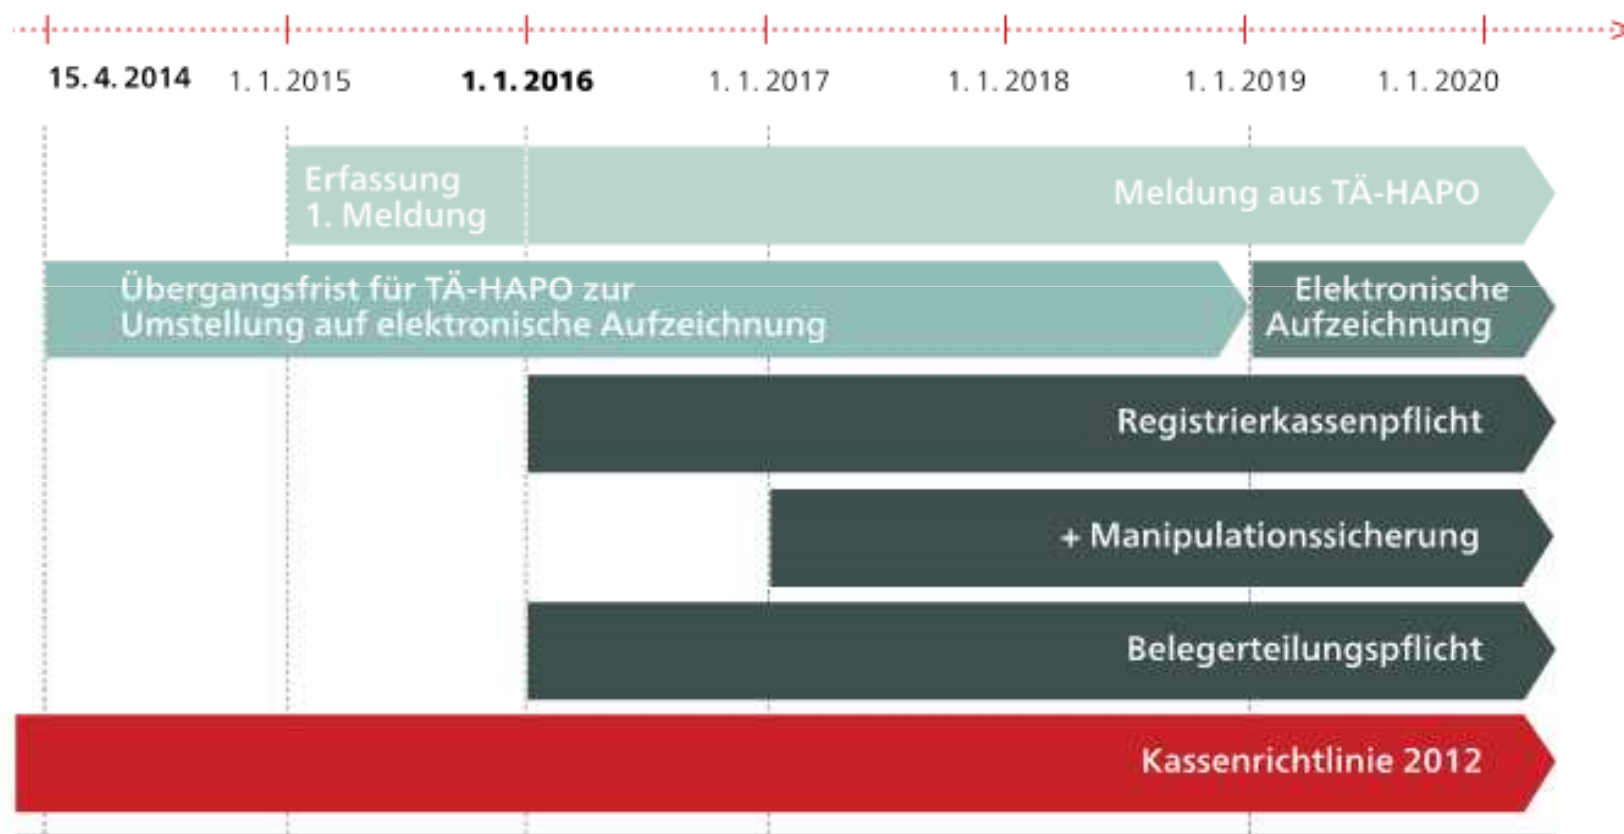 15. 4. 2014 1. 1. 2015 1. 1. 2016 1. 1. 2017 1. 1. 2018 1. 1. 2019 1. 1. 2020
Erfassung
1. Meldung
Meldung aus TÄ-HAPO
Übergangsfrist für TÄ-HAPO zur
Umstellung auf elektronische Aufzeichnung
Elektronische
Aufzeichnung
Registrierkassenpflicht
+ Manipulationssicherung
Belegerteilungspflicht
Kassenrichtlinie 2012